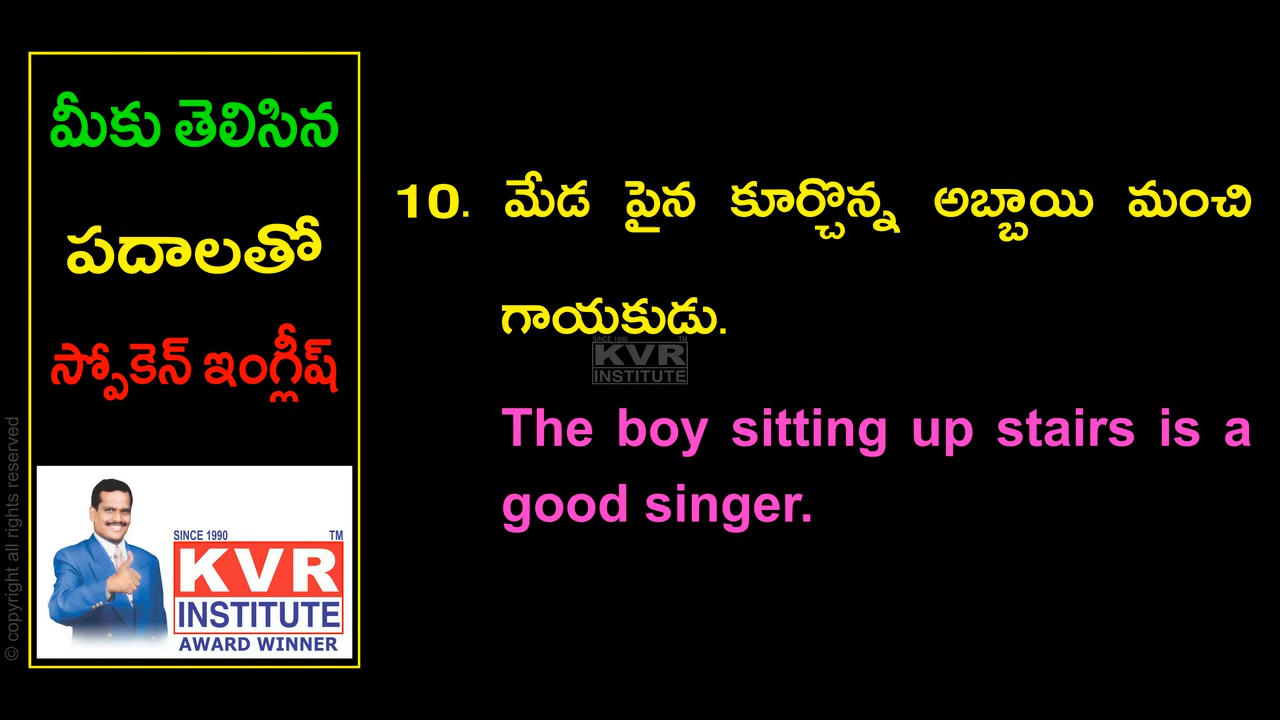 మీకు తెలిసిన
పదాలతో
స్పోకెన్ ఇంగ్లీష్
SINCE 1990 TM
KVR
INSTITUTE
AWARD WINNER
© copyright all rights reserved
10. మేడ పైన కూర్చొన్న అబ్బాయి మంచి
గాయకుడు.
SINCE 1990 TM
KVR
INSTITUTE
The boy sitting up stairs is a
good singer.